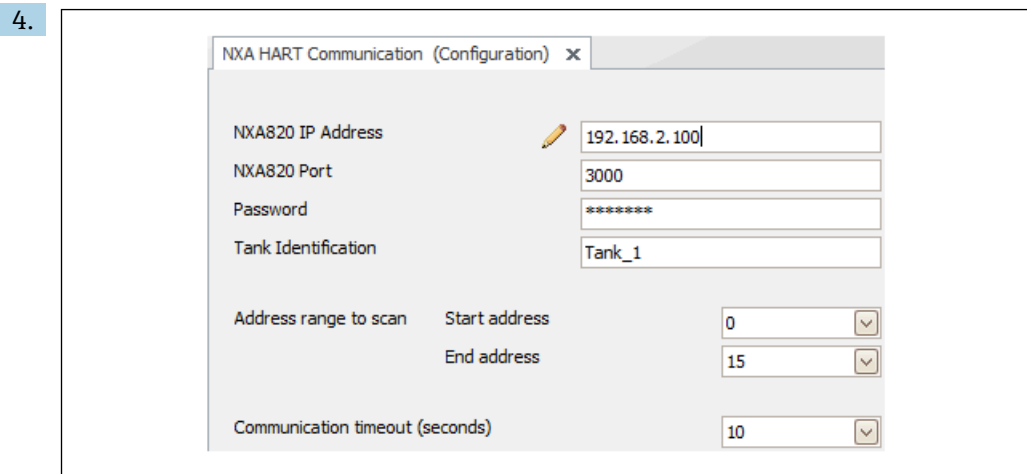 4.
NXA HART Communication (Configuration) x
NXA820 IP Address 192.168.2.100
NXA820 Port 3000
Password *******
Tank Identification Tank_1
Address range to scan Start address 0
End address 15
Communication timeout (seconds) 10